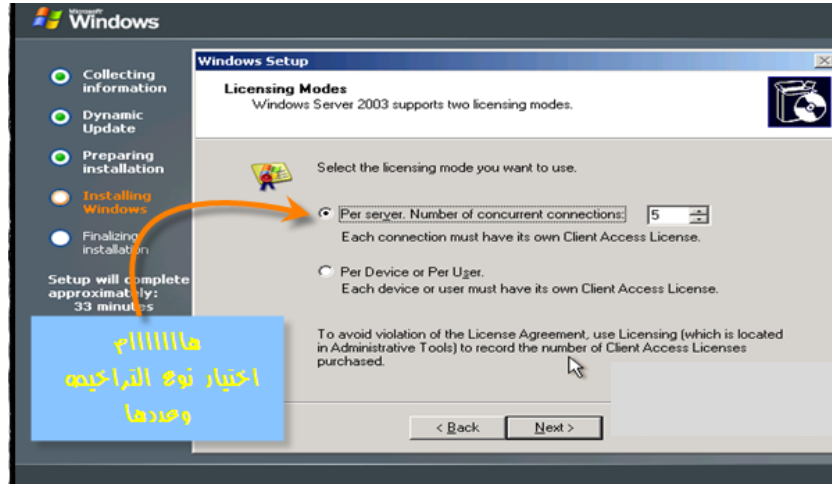 Microsoft
Windows
Collecting
information
Dynamic
Update
Preparing
installation
Installing
Windows
Finalizing
installation
Setup will complete
approximately:
33 minutes
Windows Setup
Licensing Modes
Windows Server 2003 supports two licensing modes.
Select the licensing mode you want to use.
Per server. Number of concurrent connections: 5
Each connection must have its own Client Access License.
Per Device or Per User.
Each device or user must have its own Client Access License.
To avoid violation of the License Agreement, use Licensing (which is located
in Administrative Tools) to record the number of Client Access Licenses
purchased.
< Back Next >
هااااااام
اختيار نوع التراخيص
وعددها